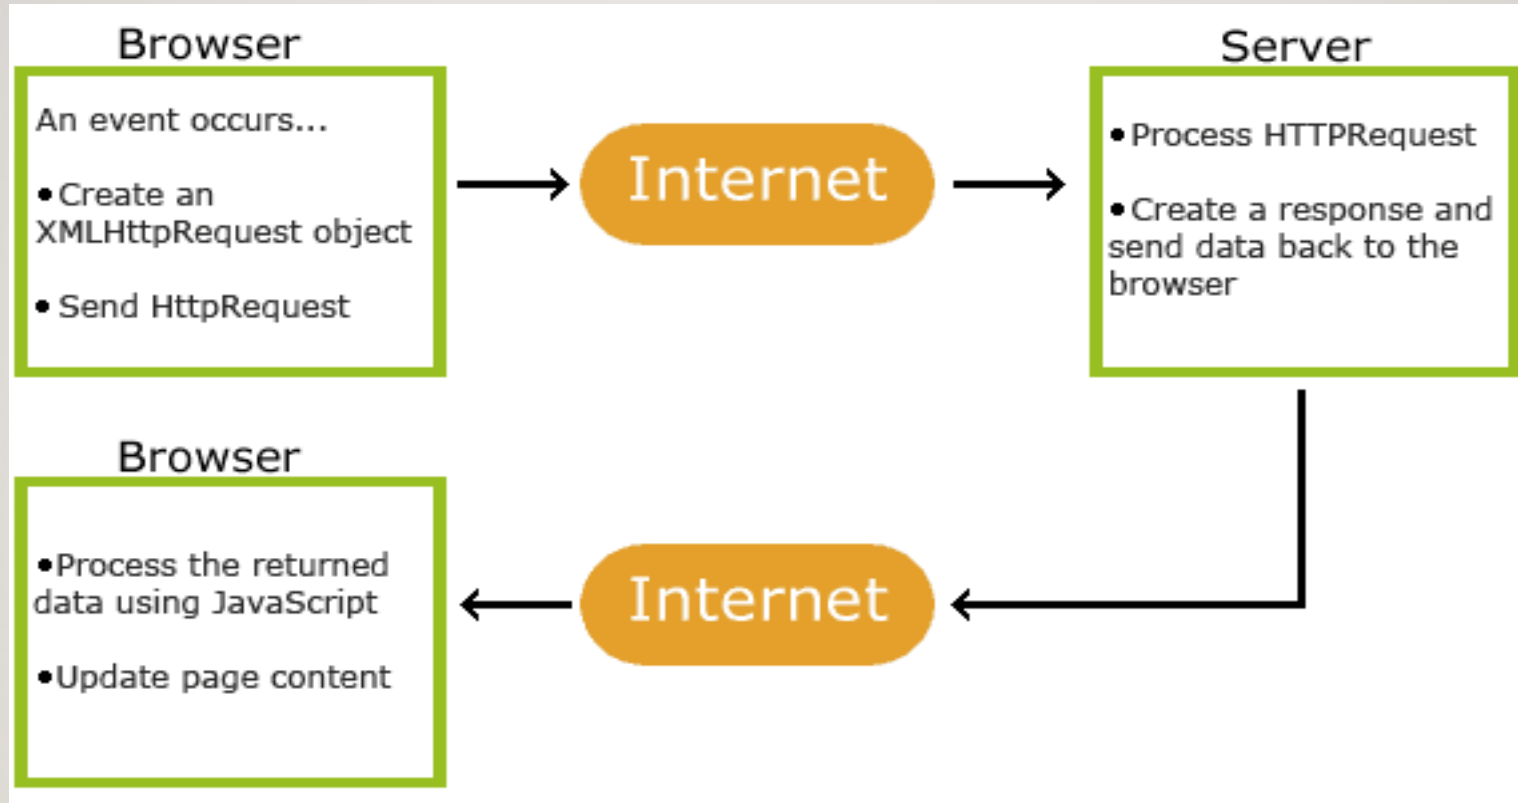 Browser
An event occurs...
•Create an
XMLHttpRequest object
• Send HttpRequest
Internet
Server
•Process HTTPRequest
•Create a response and
send data back to the
browser
Browser
•Process the returned
data using JavaScript
•Update page content
Internet